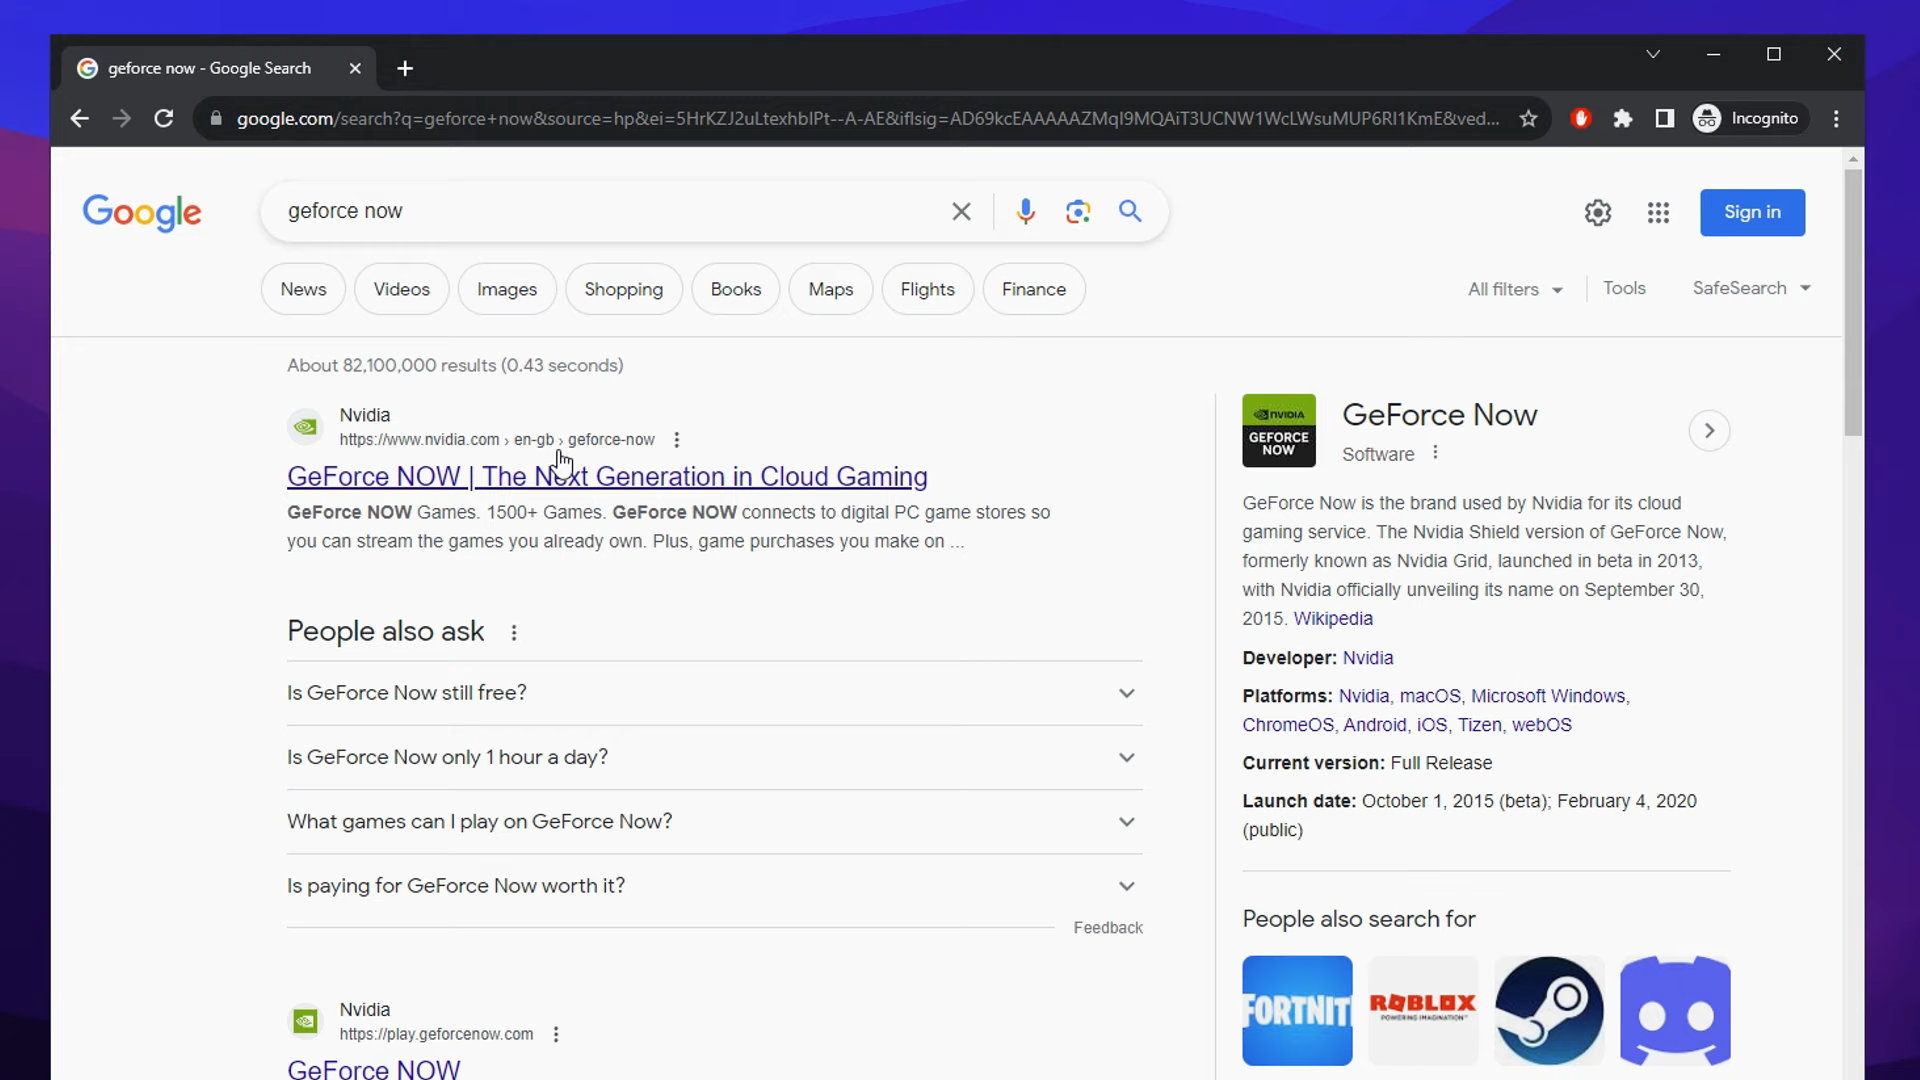 geforce now - Google Search
google.com/search?q=geforce+now&source=hp&ei=5HrKZJ2uLtexhbIPt--A-AE&iflsig=AD69kcEAAAAAZMqI9MQAiT3UCNW1WcLWsuMUP6RI1KmE&ved...
Incognito
Google
geforce now
Sign in
News
Videos
Images
Shopping
Books
Maps
Flights
Finance
All filters
Tools
SafeSearch
About 82,100,000 results (0.43 seconds)
Nvidia
https://www.nvidia.com › en-gb › geforce-now
GeForce NOW | The Next Generation in Cloud Gaming
GeForce NOW Games. 1500+ Games. GeForce NOW connects to digital PC game stores so
you can stream the games you already own. Plus, game purchases you make on ...
People also ask
Is GeForce Now still free?
Is GeForce Now only 1 hour a day?
What games can I play on GeForce Now?
Is paying for GeForce Now worth it?
Feedback
Nvidia
https://play.geforcenow.com
GeForce NOW
NVIDIA
GEFORCE
NOW
GeForce Now
Software
GeForce Now is the brand used by Nvidia for its cloud
gaming service. The Nvidia Shield version of GeForce Now,
formerly known as Nvidia Grid, launched in beta in 2013,
with Nvidia officially unveiling its name on September 30,
2015. Wikipedia
Developer: Nvidia
Platforms: Nvidia, macOS, Microsoft Windows,
ChromeOS, Android, iOS, Tizen, webOS
Current version: Full Release
Launch date: October 1, 2015 (beta); February 4, 2020
(public)
People also search for
FORTNIT
ROBLOX
POWERING IMAGINATION™